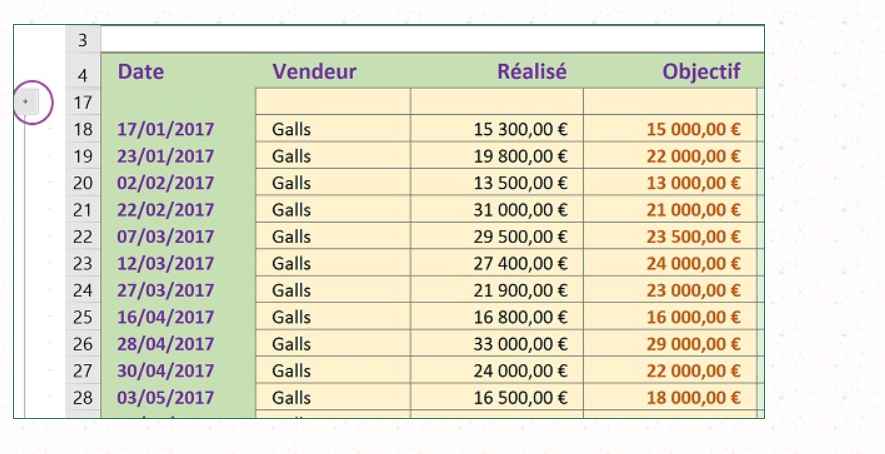 3
4 Date Vendeur Réalisé Objectif
17
18 17/01/2017 Galls 15 300,00 € 15 000,00 €
19 23/01/2017 Galls 19 800,00 € 22 000,00 €
20 02/02/2017 Galls 13 500,00 € 13 000,00 €
21 22/02/2017 Galls 31 000,00 € 21 000,00 €
22 07/03/2017 Galls 29 500,00 € 23 500,00 €
23 12/03/2017 Galls 27 400,00 € 24 000,00 €
24 27/03/2017 Galls 21 900,00 € 23 000,00 €
25 16/04/2017 Galls 16 800,00 € 16 000,00 €
26 28/04/2017 Galls 33 000,00 € 29 000,00 €
27 30/04/2017 Galls 24 000,00 € 22 000,00 €
28 03/05/2017 Galls 16 500,00 € 18 000,00 €